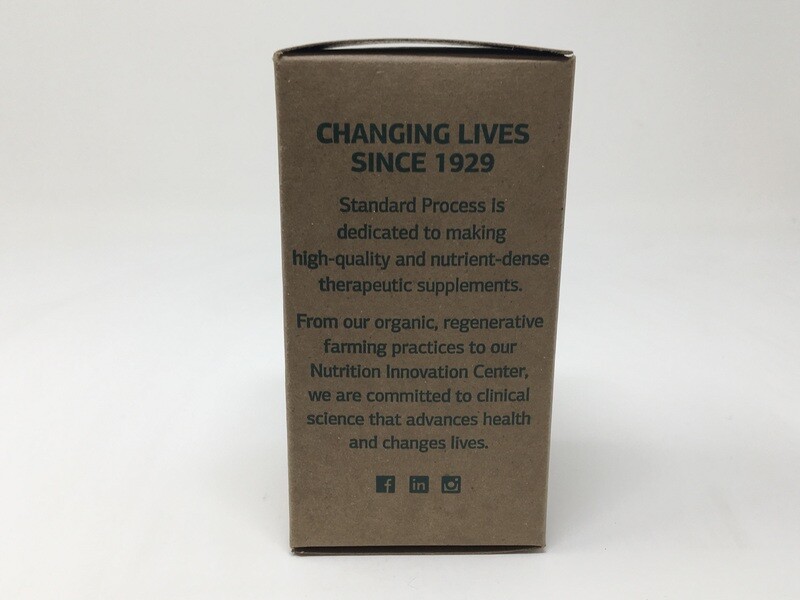 CHANGING LIVES
SINCE 1929
Standard Process is
dedicated to making
high-quality and nutrient-dense
therapeutic supplements.
From our organic, regenerative
farming practices to our
Nutrition Innovation Center,
we are committed to clinical
science that advances health
and changes lives.
f in